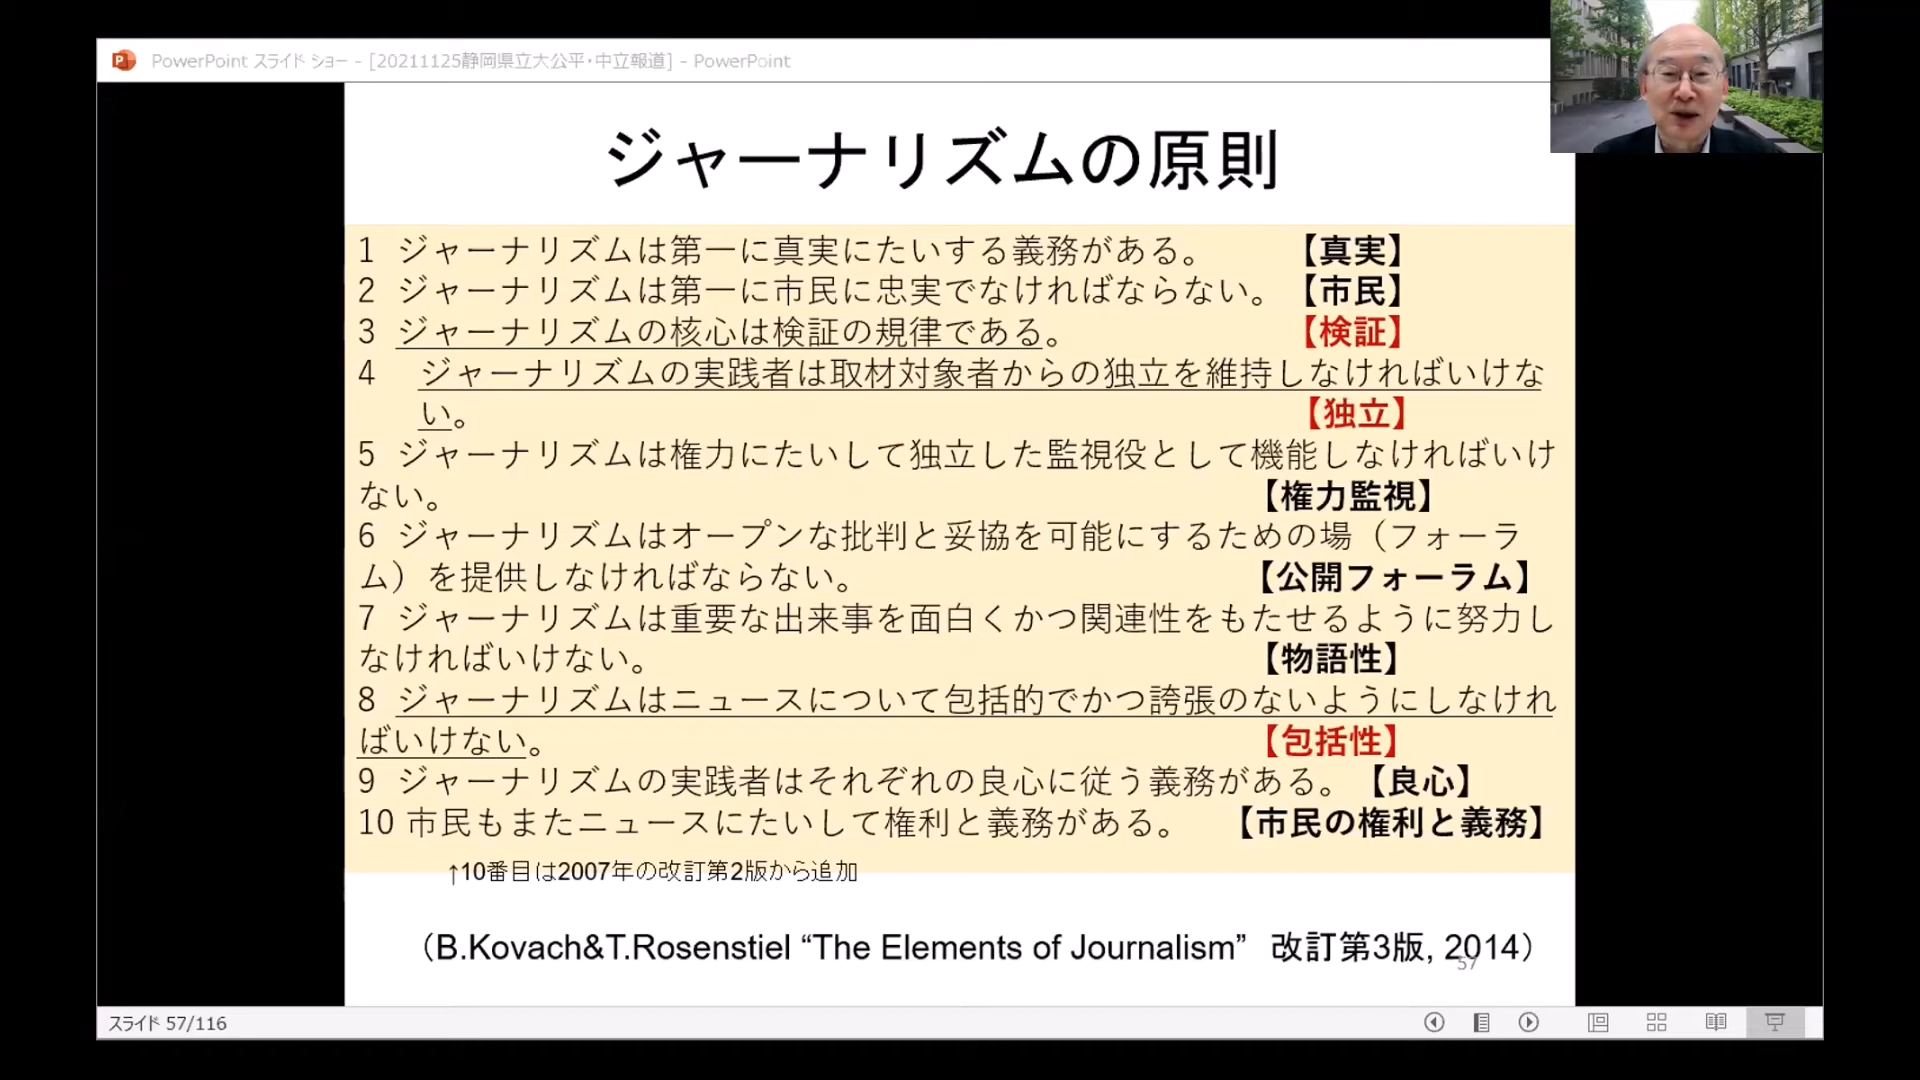 PowerPoint スライド ショー - [20211125静岡県立大公平・中立報道] - PowerPoint
ジャーナリズムの原則
1 ジャーナリズムは第一に真実にたいする義務がある。 【真実】
2 ジャーナリズムは第一に市民に忠実でなければならない。 【市民】
3 ジャーナリズムの核心は検証の規律である。 【検証】
4 ジャーナリズムの実践者は取材対象者からの独立を維持しなければいけな
い。 【独立】
5 ジャーナリズムは権力にたいして独立した監視役として機能しなければいけ
ない。 【権力監視】
6 ジャーナリズムはオープンな批判と妥協を可能にするための場（フォーラ
ム）を提供しなければならない。 【公開フォーラム】
7 ジャーナリズムは重要な出来事を面白くかつ関連性をもたせるように努力し
なければいけない。 【物語性】
8 ジャーナリズムはニュースについて包括的でかつ誇張のないようにしなけれ
ばいけない。 【包括性】
9 ジャーナリズムの実践者はそれぞれの良心に従う義務がある。 【良心】
10 市民もまたニュースにたいして権利と義務がある。 【市民の権利と義務】
↑10番目は2007年の改訂第2版から追加
（B.Kovach&T.Rosenstiel “The Elements of Journalism” 改訂第3版, 2014）
57
スライド 57/116